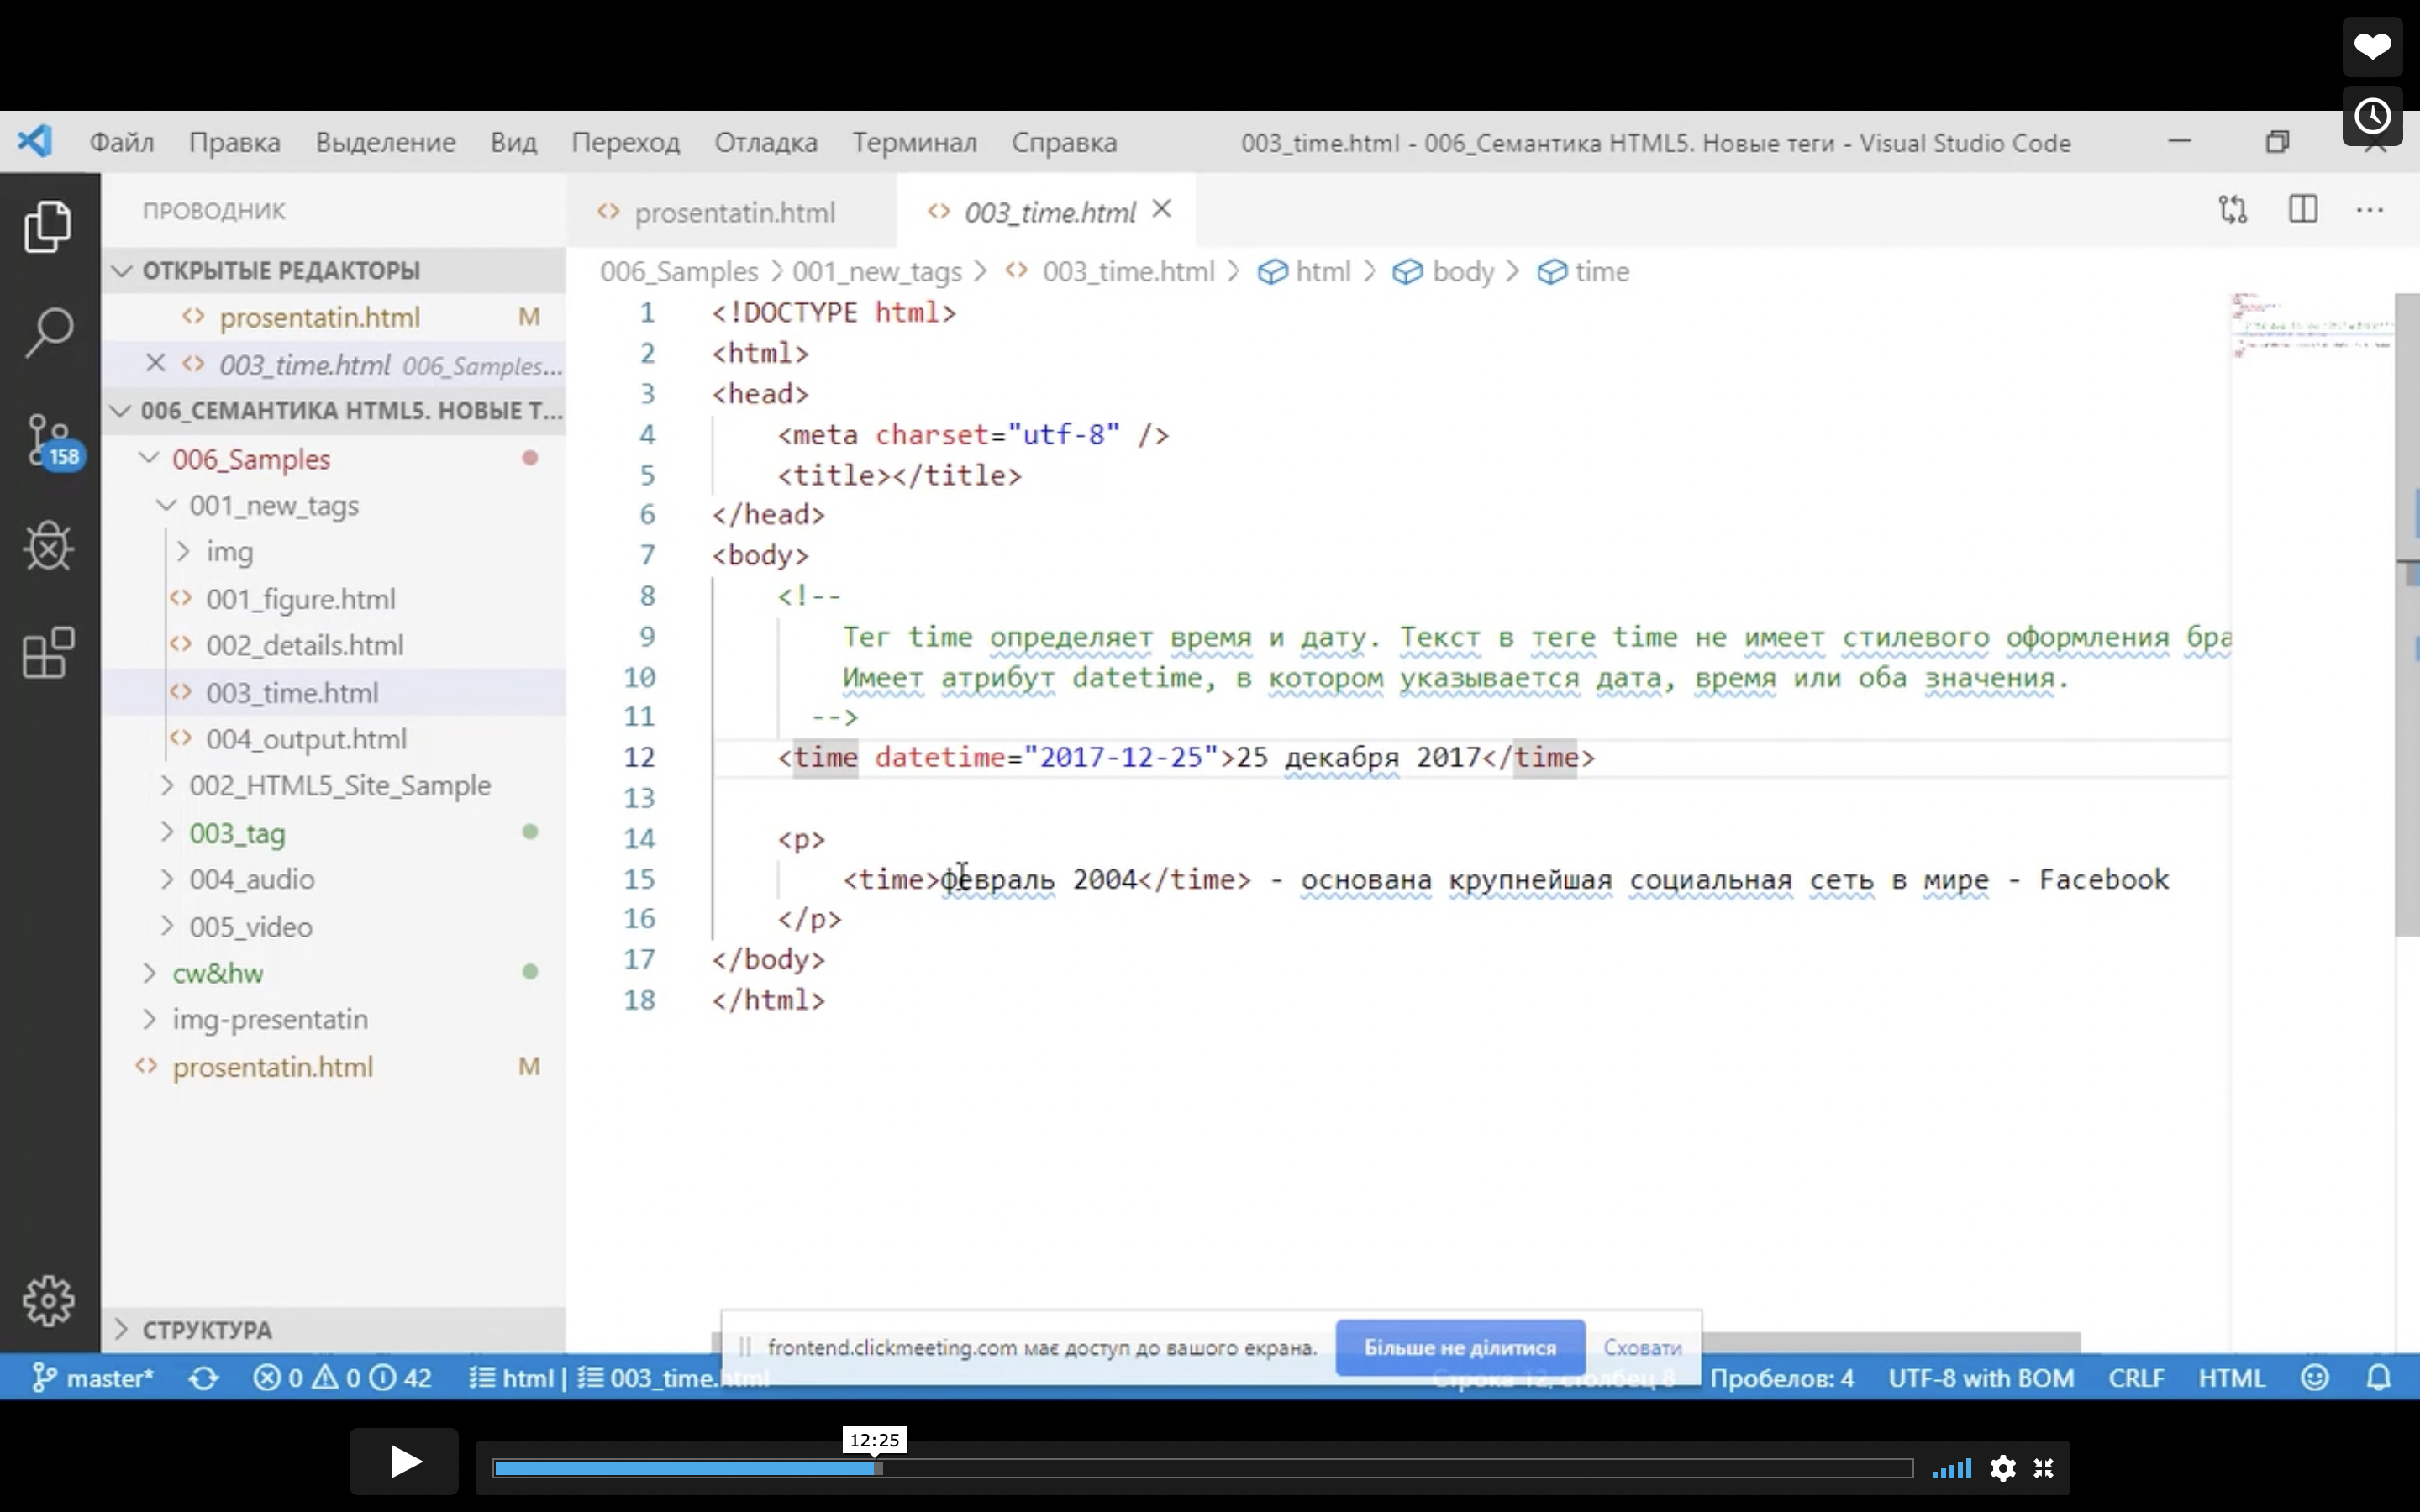 Файл Правка Выделение Вид Переход Отладка Терминал Справка 003_time.html - 006_Семантика HTML5. Новые теги - Visual Studio Code
ПРОВОДНИК
ОТКРЫТЫЕ РЕДАКТОРЫ
prosentatin.html M
003_time.html 006_Samples...
006_СЕМАНТИКА HTML5. НОВЫЕ Т...
006_Samples
001_new_tags
img
001_figure.html
002_details.html
003_time.html
004_output.html
002_HTML5_Site_Sample
003_tag
004_audio
005_video
cw&hw
img-presentatin
prosentatin.html M
СТРУКТУРА
158
prosentatin.html 003_time.html
006_Samples > 001_new_tags > 003_time.html > html > body > time
1 <!DOCTYPE html>
2 <html>
3 <head>
4 <meta charset="utf-8" />
5 <title></title>
6 </head>
7 <body>
8 <!--
9 Тег time определяет время и дату. Текст в теге time не имеет стилевого оформления бра
10 Имеет атрибут datetime, в котором указывается дата, время или оба значения.
11 -->
12 <time datetime="2017-12-25">25 декабря 2017</time>
13
14 <p>
15 <time>февраль 2004</time> - основана крупнейшая социальная сеть в мире - Facebook
16 </p>
17 </body>
18 </html>
frontend.clickmeeting.com має доступ до вашого екрана. Більше не ділитися Сховати
master* 0 0 42 html | 003_time.html Строка 12, столбец 8 Пробелов: 4 UTF-8 with BOM CRLF HTML
12:25